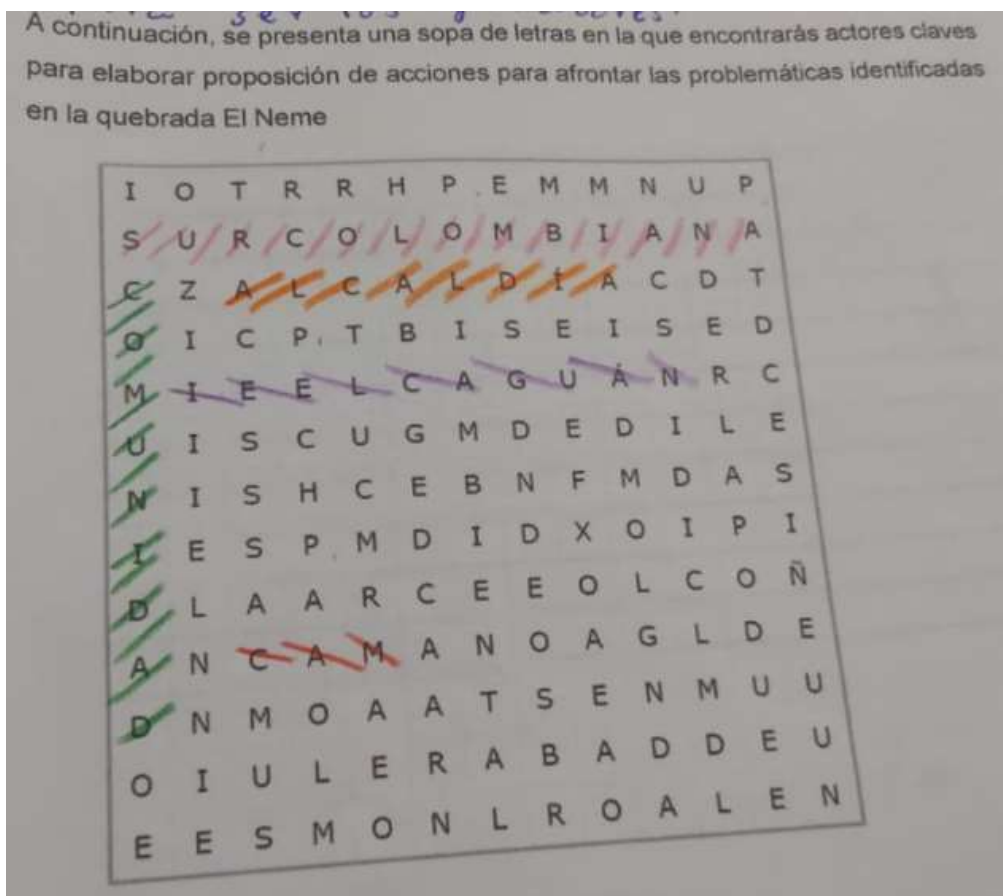 A continuación, se presenta una sopa de letras en la que encontrarás actores claves
para elaborar proposición de acciones para afrontar las problemáticas identificadas
en la quebrada El Neme
I O T R R H P E M M N U P
S U R C O L O M B I A N A
C Z A L C A L D Í A C D T
O I C P T B I S E I S E D
M I E E L C A G U Á N R C
U I S C U G M D E D I L E
N I S H C E B N F M D A S
I E S P M D I D X O I P I
D L A A R C E E O L C O Ñ
A N C A M A N O A G L D E
D N M O A A T S E N M U U
O I U L E R A B A D D E U
E E S M O N L R O A L E N